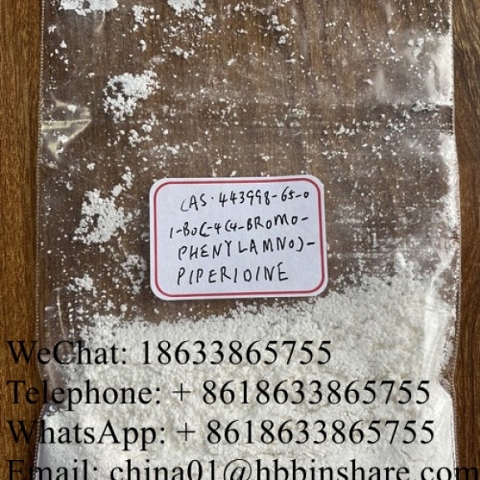 CAS·443998-65-0
1-BOC-4(4-BROMO-
PHENYLAMNO)-
PIPERIDINE
WeChat: 18633865755
Telephone: + 8618633865755
WhatsApp: + 8618633865755
Email: china01@hbbinshare.com